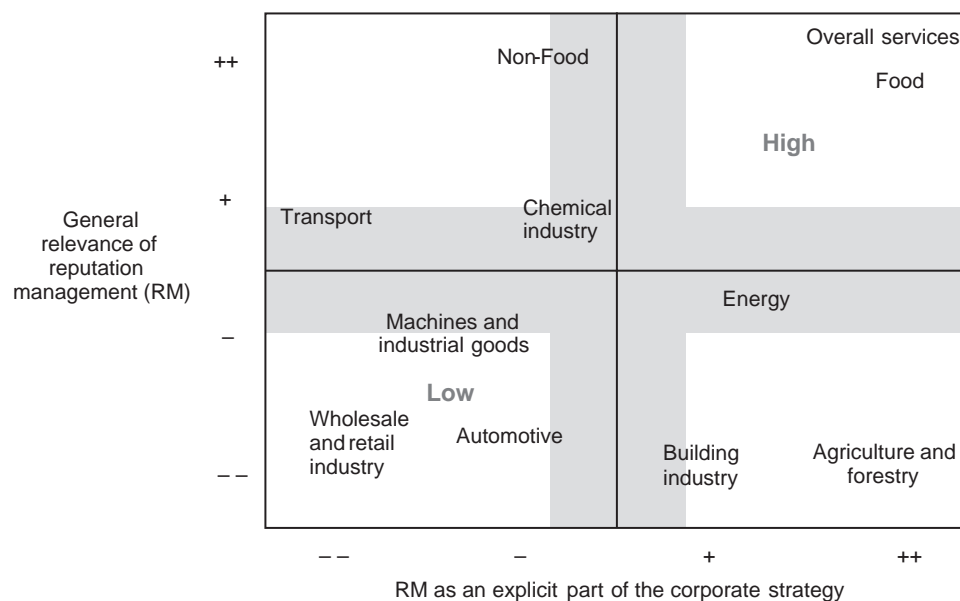 Overall services
++
Non-Food
Food
High
+
General
relevance of
reputation
management (RM)
Transport
Chemical
industry
Energy
–
Machines and
industrial goods
Low
Wholesale
and retail
industry
Automotive
Building
industry
Agriculture and
forestry
– –
– –
–
+
++
RM as an explicit part of the corporate strategy